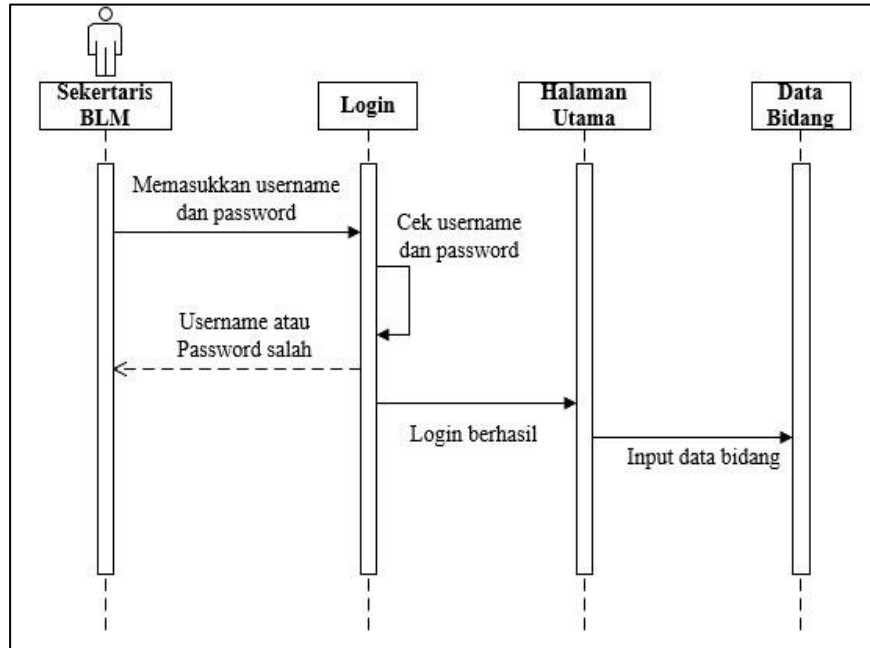 Sekertaris
BLM
Login
Halaman
Utama
Data
Bidang
Memasukkan username
dan password
Cek username
dan password
Username atau
Password salah
Login berhasil
Input data bidang